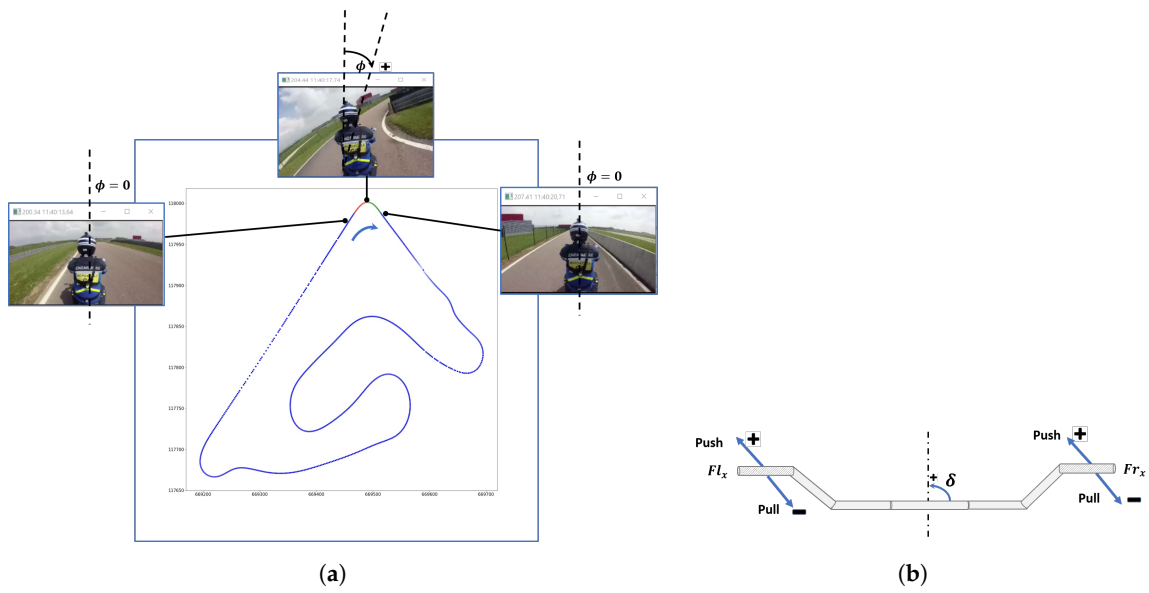 ϕ +
204.44 11:40:17,74
ϕ = 0
ϕ = 0
200.34 11:40:13,64
207.41 11:40:20,71
118000
117950
117900
117850
117800
117750
117700
117650
669200 669300 669400 669500 669600 669700
(a)
Push +
Push +
Flₓ
+ δ
Frₓ
Pull −
Pull −
(b)